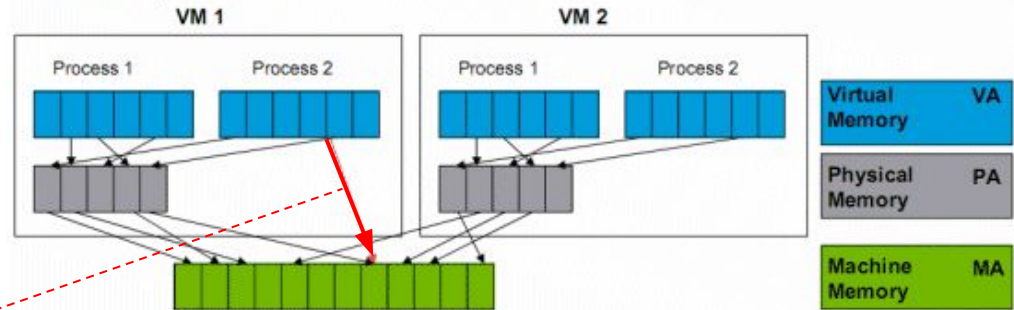 VM 1
VM 2
Process 1
Process 2
Process 1
Process 2
Virtual VA
Memory
Physical PA
Memory
Machine MA
Memory